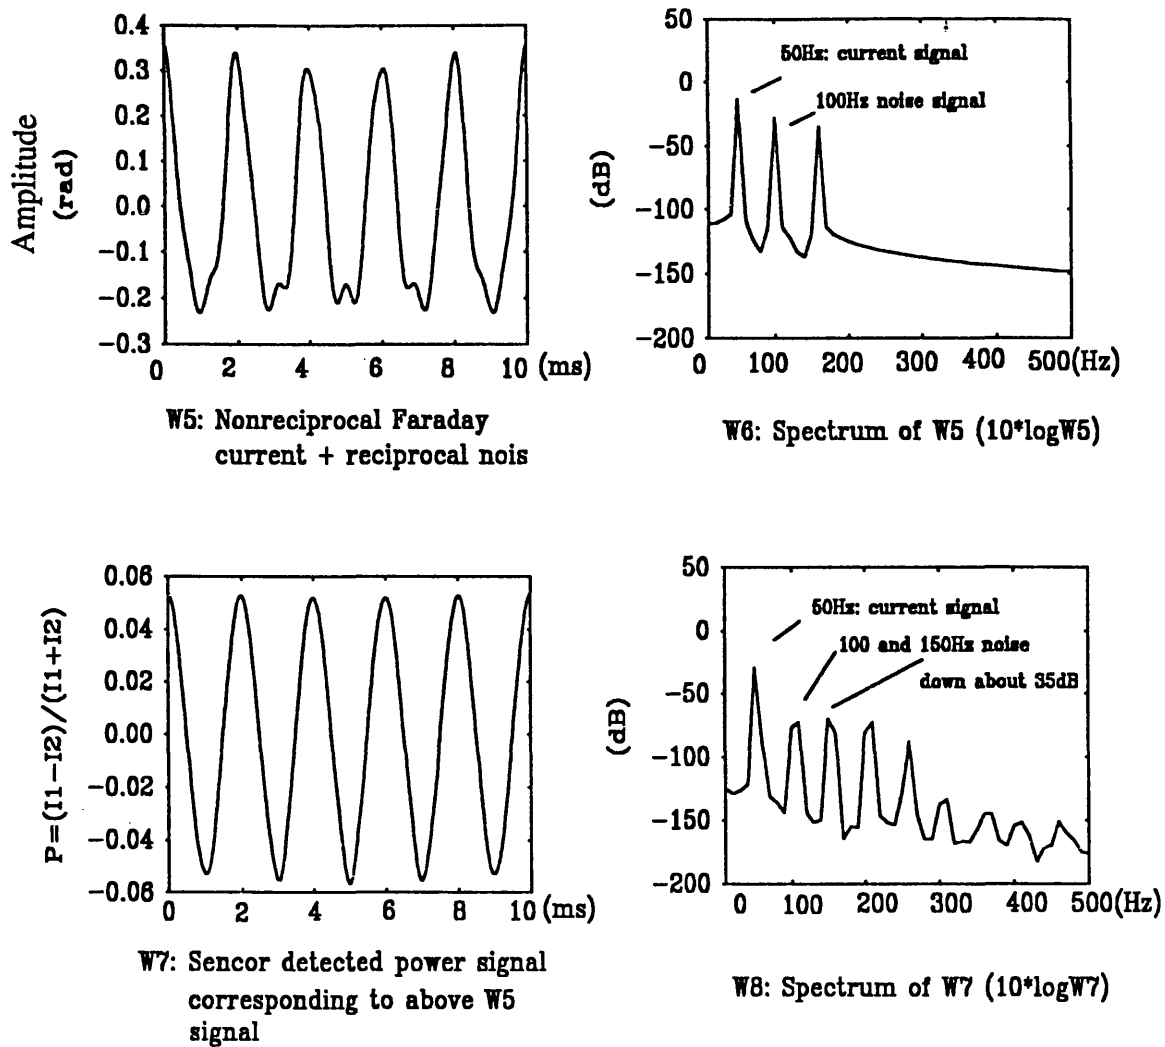 0.4
0.3
0.2
0.1
0.0
−0.1
−0.2
−0.3
Amplitude
(rad)
0 2 4 6 8 10 (ms)
W5: Nonreciprocal Faraday
current + reciprocal nois
50
0
−50
−100
−150
−200
(dB)
50Hz: current signal
100Hz noise signal
0 100 200 300 400 500(Hz)
W6: Spectrum of W5 (10*logW5)
0.06
0.04
0.02
0.00
−0.02
−0.04
−0.06
P=(I1−I2)/(I1+I2)
0 2 4 6 8 10 (ms)
W7: Sencor detected power signal
corresponding to above W5
signal
50
0
−50
−100
−150
−200
(dB)
50Hz: current signal
100 and 150Hz noise
down about 35dB
0 100 200 300 400 500(Hz)
W8: Spectrum of W7 (10*logW7)